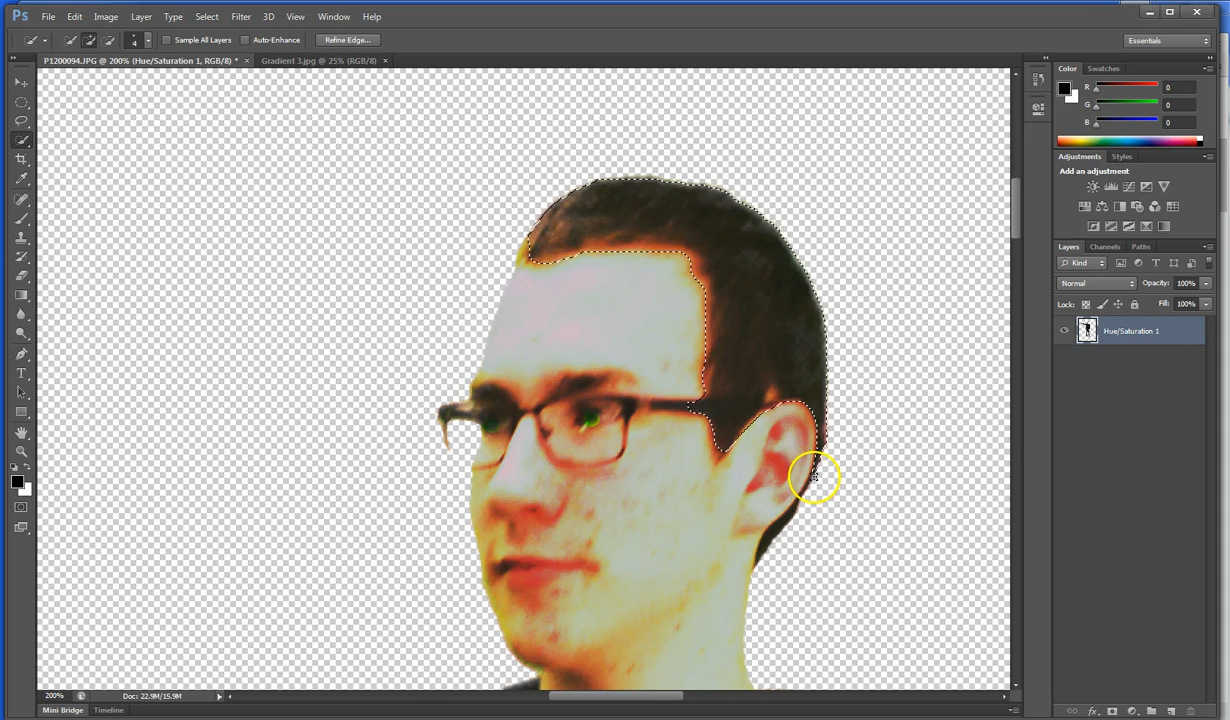 Ps File Edit Image Layer Type Select Filter 3D View Window Help
4 Sample All Layers Auto-Enhance Refine Edge... Essentials
P1200094.JPG @ 200% (Hue/Saturation 1, RGB/8) * × Gradient 3.jpg @ 25% (RGB/8) ×
Color Swatches
R 0
G 0
B 0
Adjustments Styles
Add an adjustment
Layers Channels Paths
Kind
Normal Opacity: 100%
Lock: Fill: 100%
Hue/Saturation 1
200% Doc: 22.9M/15.9M
Mini Bridge Timeline